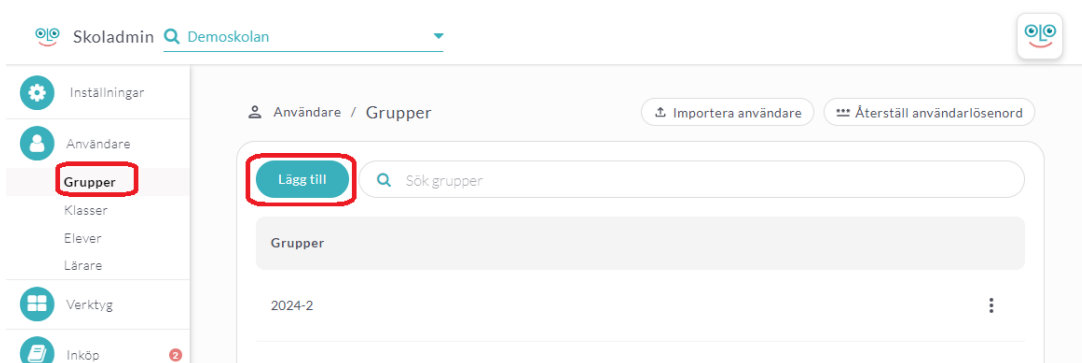 Skoladmin Demoskolan
Inställningar
Användare
Grupper
Klasser
Elever
Lärare
Verktyg
Inköp 2
Användare / Grupper
Importera användare
Återställ användarlösenord
Lägg till
Sök grupper
Grupper
2024-2